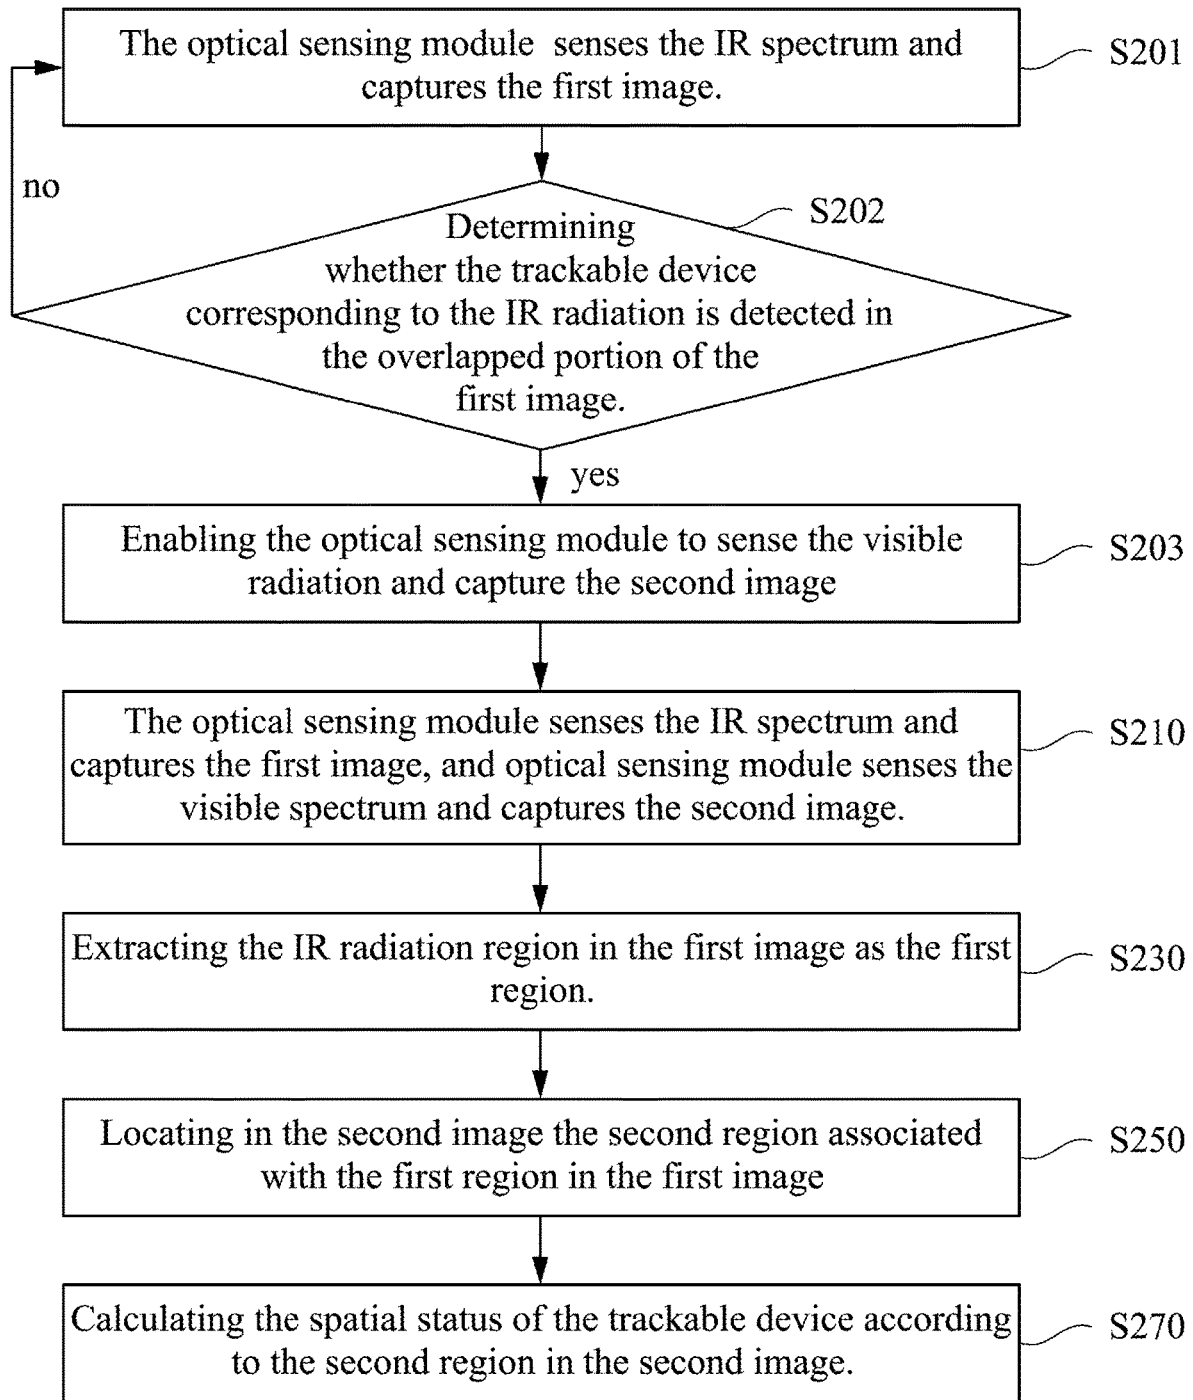 The optical sensing module senses the IR spectrum and
captures the first image.
S201
no
S202
Determining
whether the trackable device
corresponding to the IR radiation is detected in
the overlapped portion of the
first image.
yes
Enabling the optical sensing module to sense the visible
radiation and capture the second image
S203
The optical sensing module senses the IR spectrum and
captures the first image, and optical sensing module senses the
visible spectrum and captures the second image.
S210
Extracting the IR radiation region in the first image as the first
region.
S230
Locating in the second image the second region associated
with the first region in the first image
S250
Calculating the spatial status of the trackable device according
to the second region in the second image.
S270